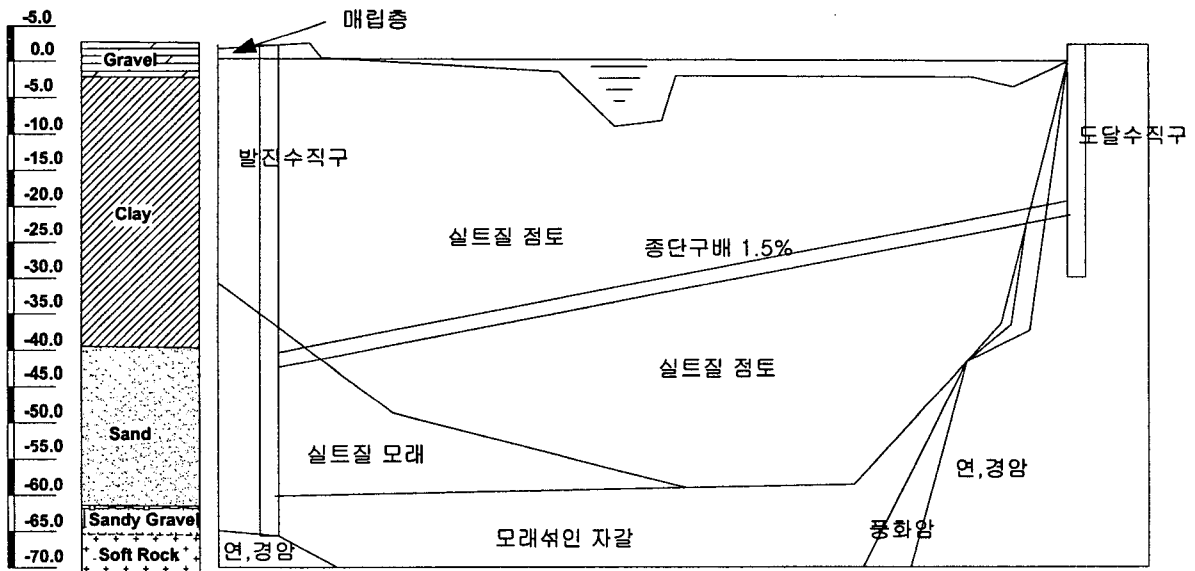 -5.0
0.0
-5.0
-10.0
-15.0
-20.0
-25.0
-30.0
-35.0
-40.0
-45.0
-50.0
-55.0
-60.0
-65.0
-70.0
Gravel
Clay
Sand
Sandy Gravel
Soft Rock
매립층
발진수직구
도달수직구
실트질 점토
종단구배 1.5%
실트질 점토
실트질 모래
연,경암
모래섞인 자갈
풍화암
연,경암